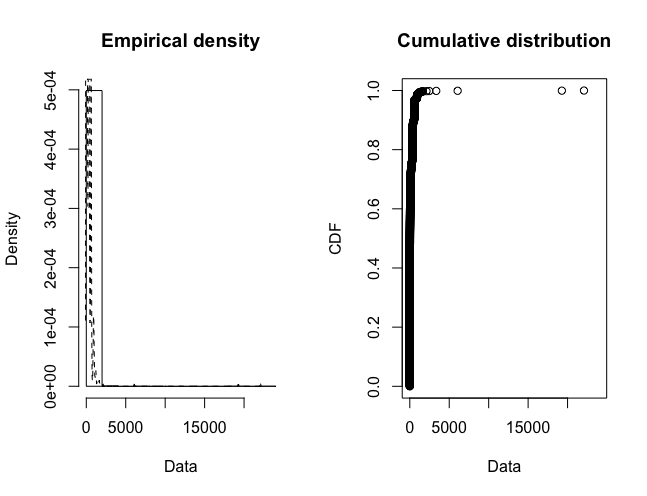 Empirical density
Density
0e+00 1e-04 2e-04 3e-04 4e-04 5e-04
0 5000 15000
Data
Cumulative distribution
CDF
0.0 0.2 0.4 0.6 0.8 1.0
0 5000 15000
Data